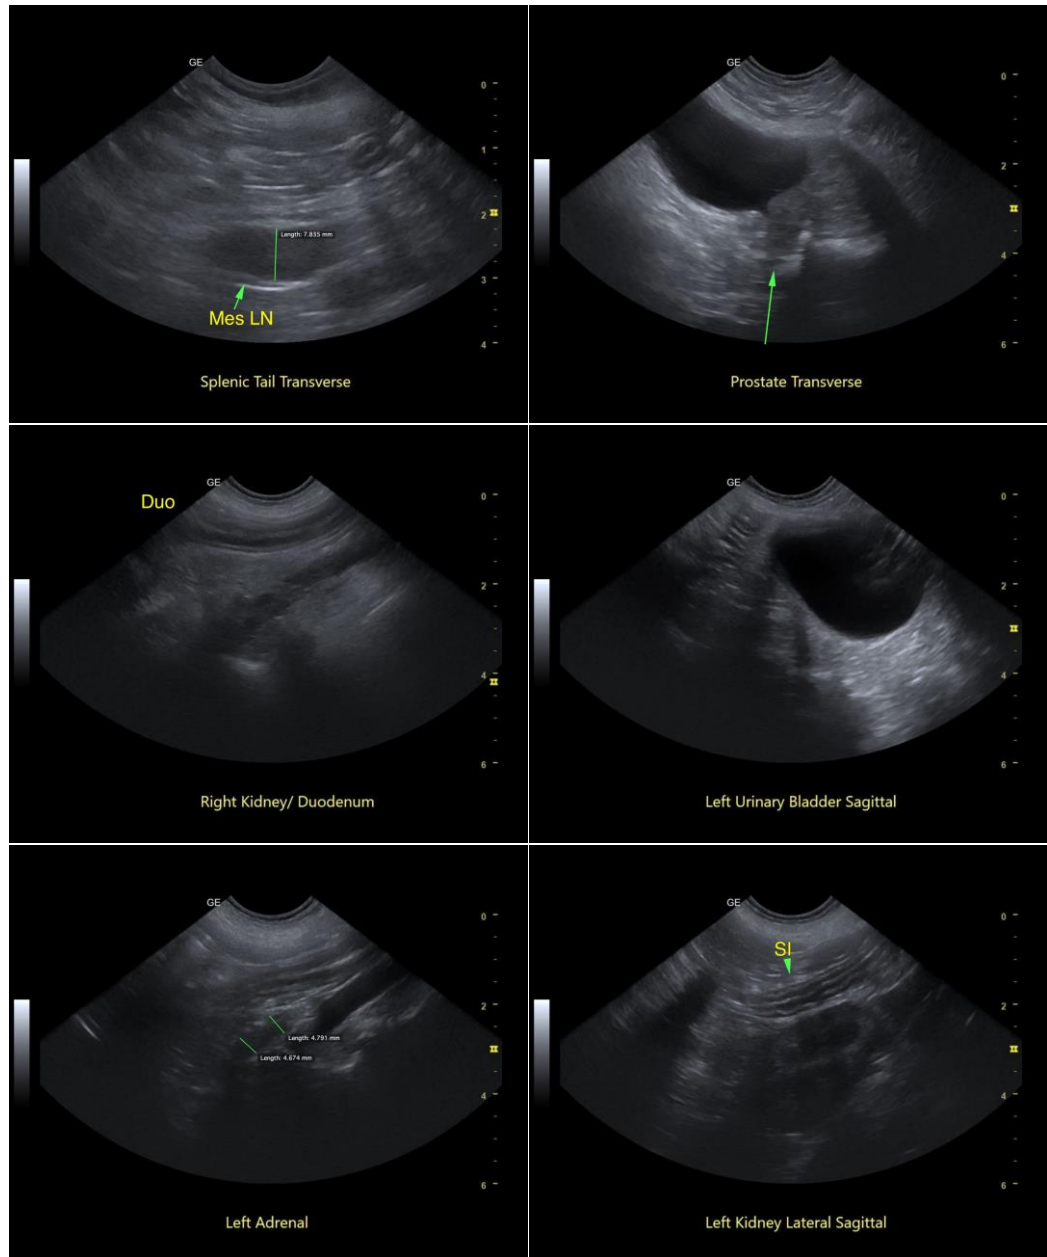 GE
0
1
2
3
4
Length: 7.835 mm
Mes LN
Splenic Tail Transverse
GE
0
2
4
6
Prostate Transverse
Duo
GE
0
2
4
6
Right Kidney/ Duodenum
GE
0
2
4
6
Left Urinary Bladder Sagittal
GE
0
2
4
6
Length: 4.791 mm
Length: 4.674 mm
Left Adrenal
GE
SI
0
2
4
6
Left Kidney Lateral Sagittal